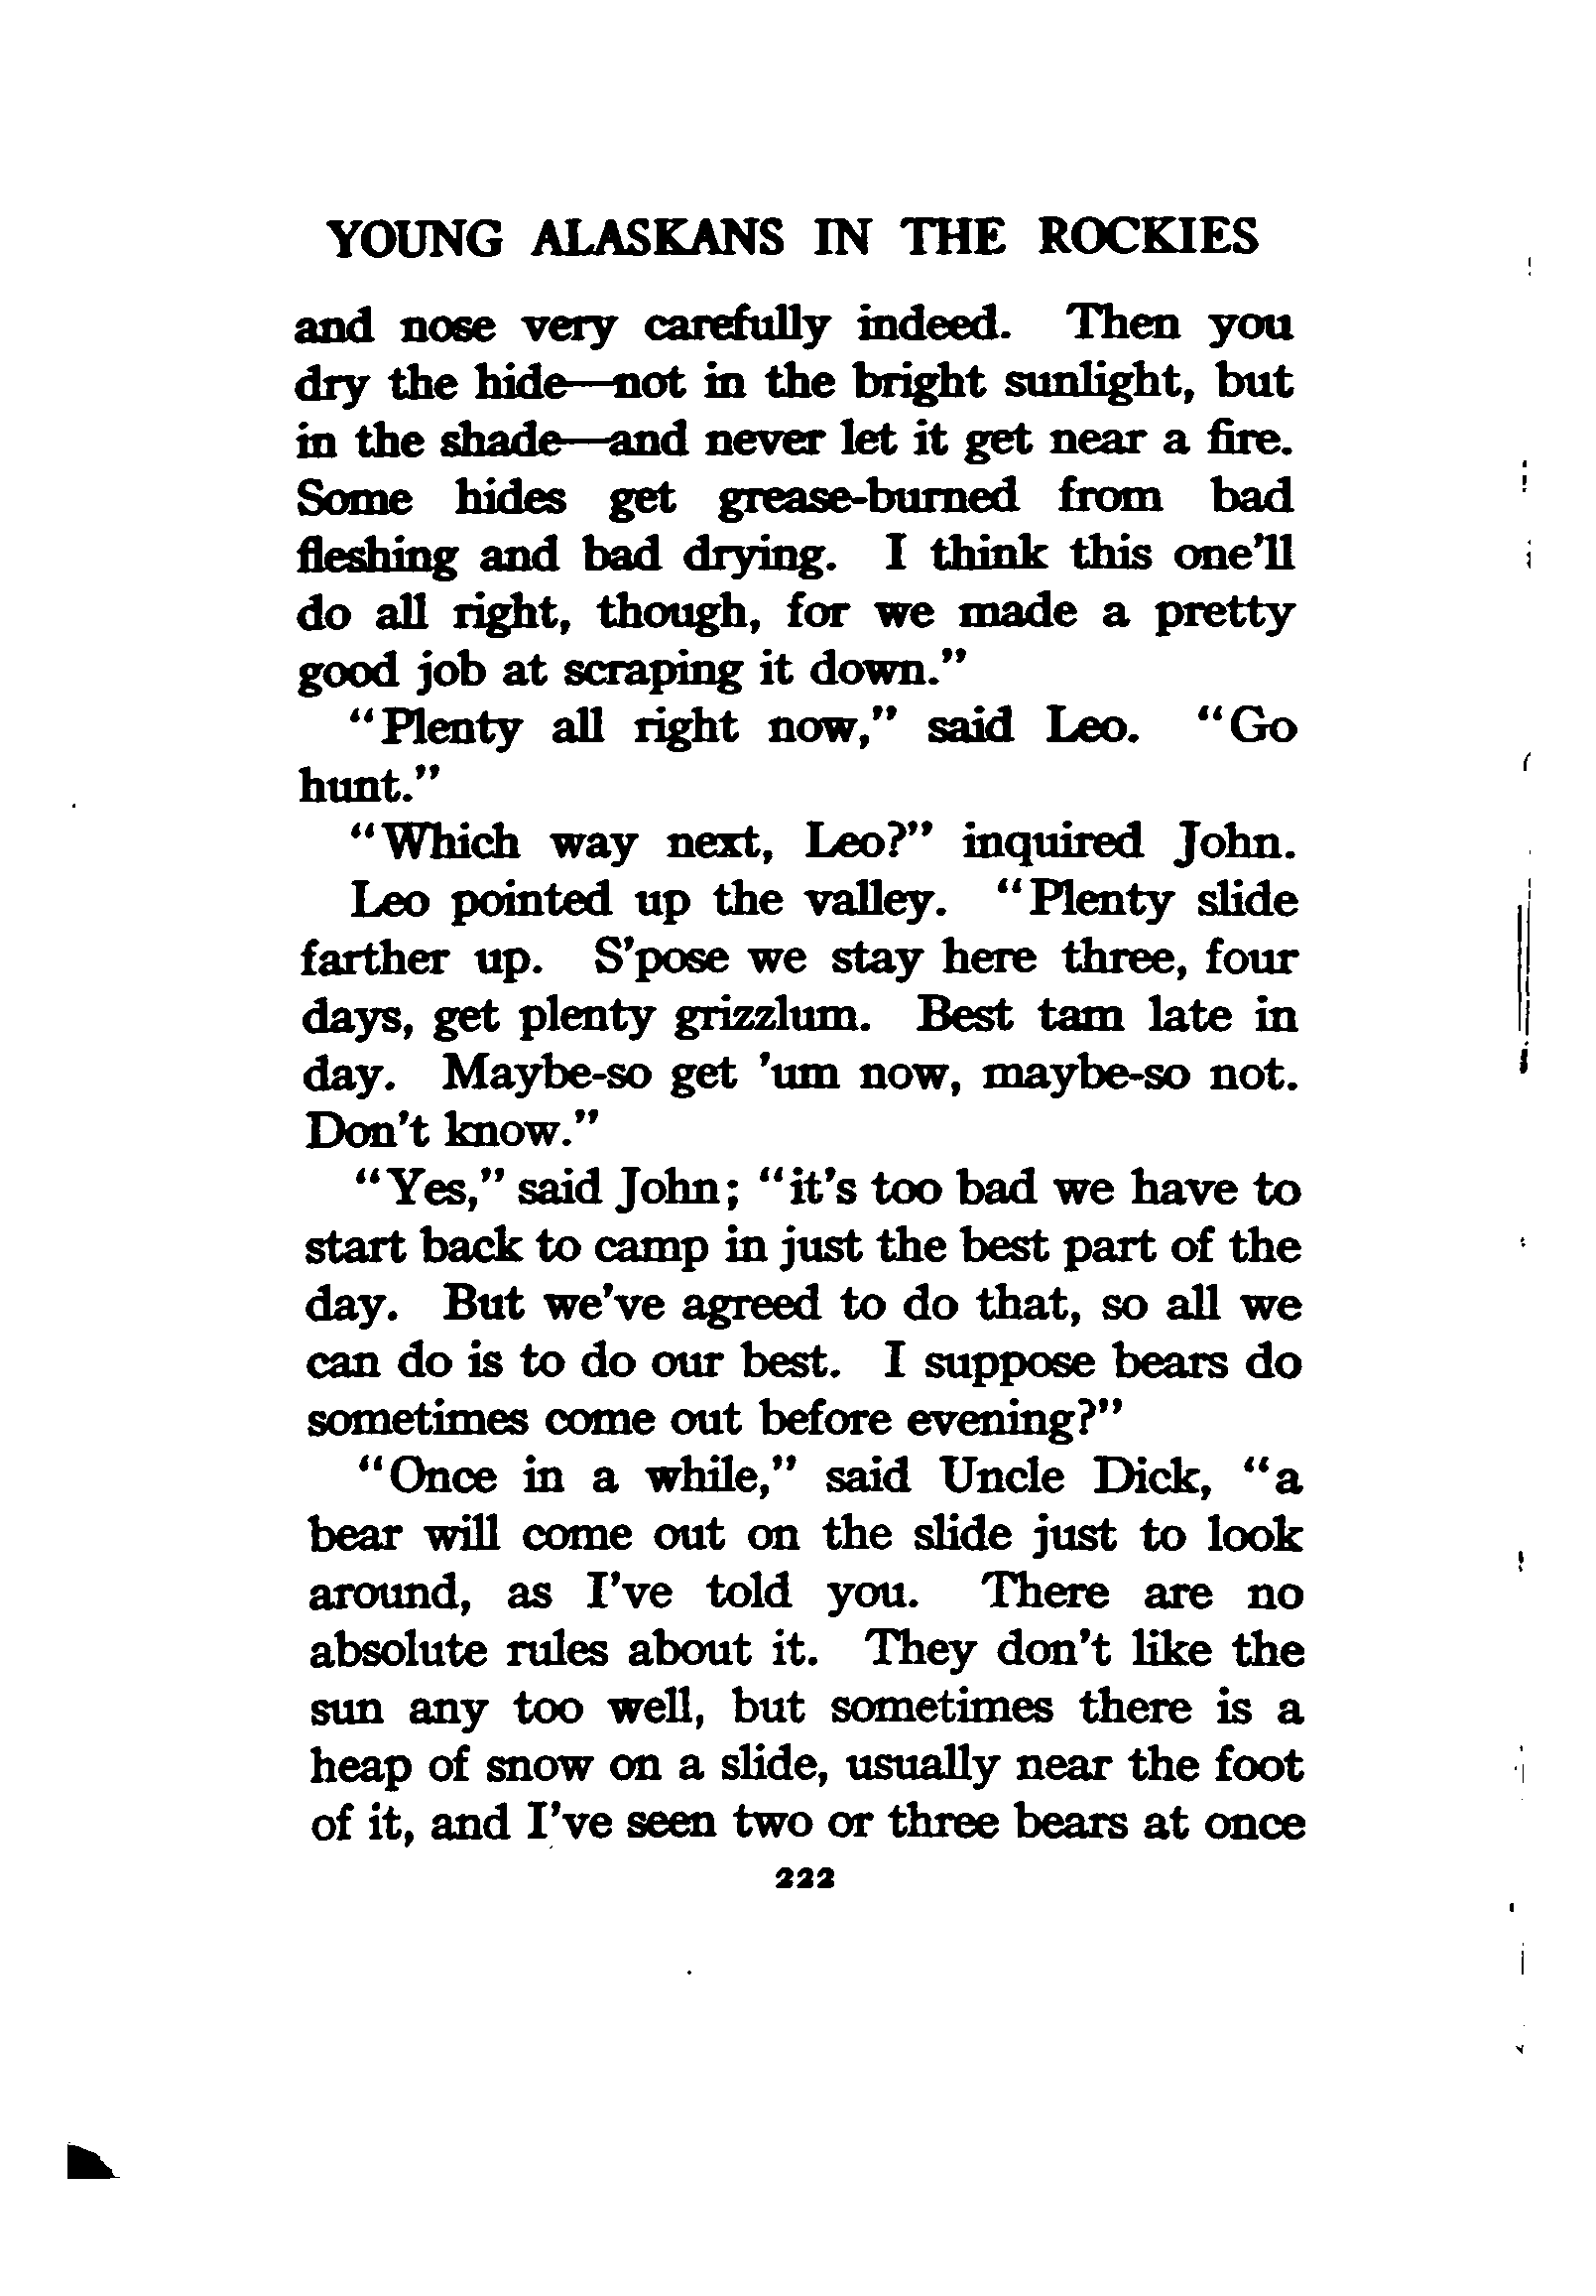 YOUNG ALASKANS IN THE ROCKIES
and nose very carefully indeed. Then you
dry the hide—not in the bright sunlight, but
in the shade—and never let it get near a fire.
Some hides get grease-burned from bad
fleshing and bad drying. I think this one'll
do all right, though, for we made a pretty
good job at scraping it down."
"Plenty all right now," said Leo. "Go
hunt."
"Which way next, Leo?" inquired John.
Leo pointed up the valley. "Plenty slide
farther up. S'pose we stay here three, four
days, get plenty grizzlum. Best tam late in
day. Maybe-so get 'um now, maybe-so not.
Don't know."
"Yes," said John; "it's too bad we have to
start back to camp in just the best part of the
day. But we've agreed to do that, so all we
can do is to do our best. I suppose bears do
sometimes come out before evening?"
"Once in a while," said Uncle Dick, "a
bear will come out on the slide just to look
around, as I've told you. There are no
absolute rules about it. They don't like the
sun any too well, but sometimes there is a
heap of snow on a slide, usually near the foot
of it, and I've seen two or three bears at once
222